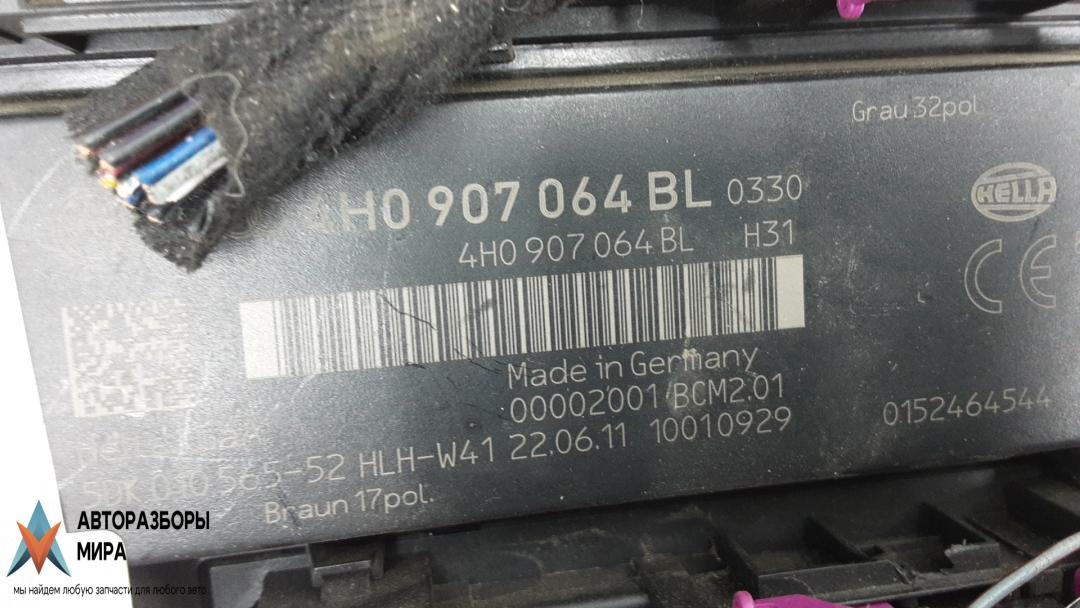 Grau 32pol
4H0 907 064 BL 0330
HELLA
4H0 907 064 BL H31
CE
Made in Germany
00002001 BCM2.01
0152464544
5DK 010 565-52 HLH-W41 22.06.11 10010929
Braun 17pol.
АВТОРАЗБОРЫ
МИРА
мы найдем любую запчасти для любого авто